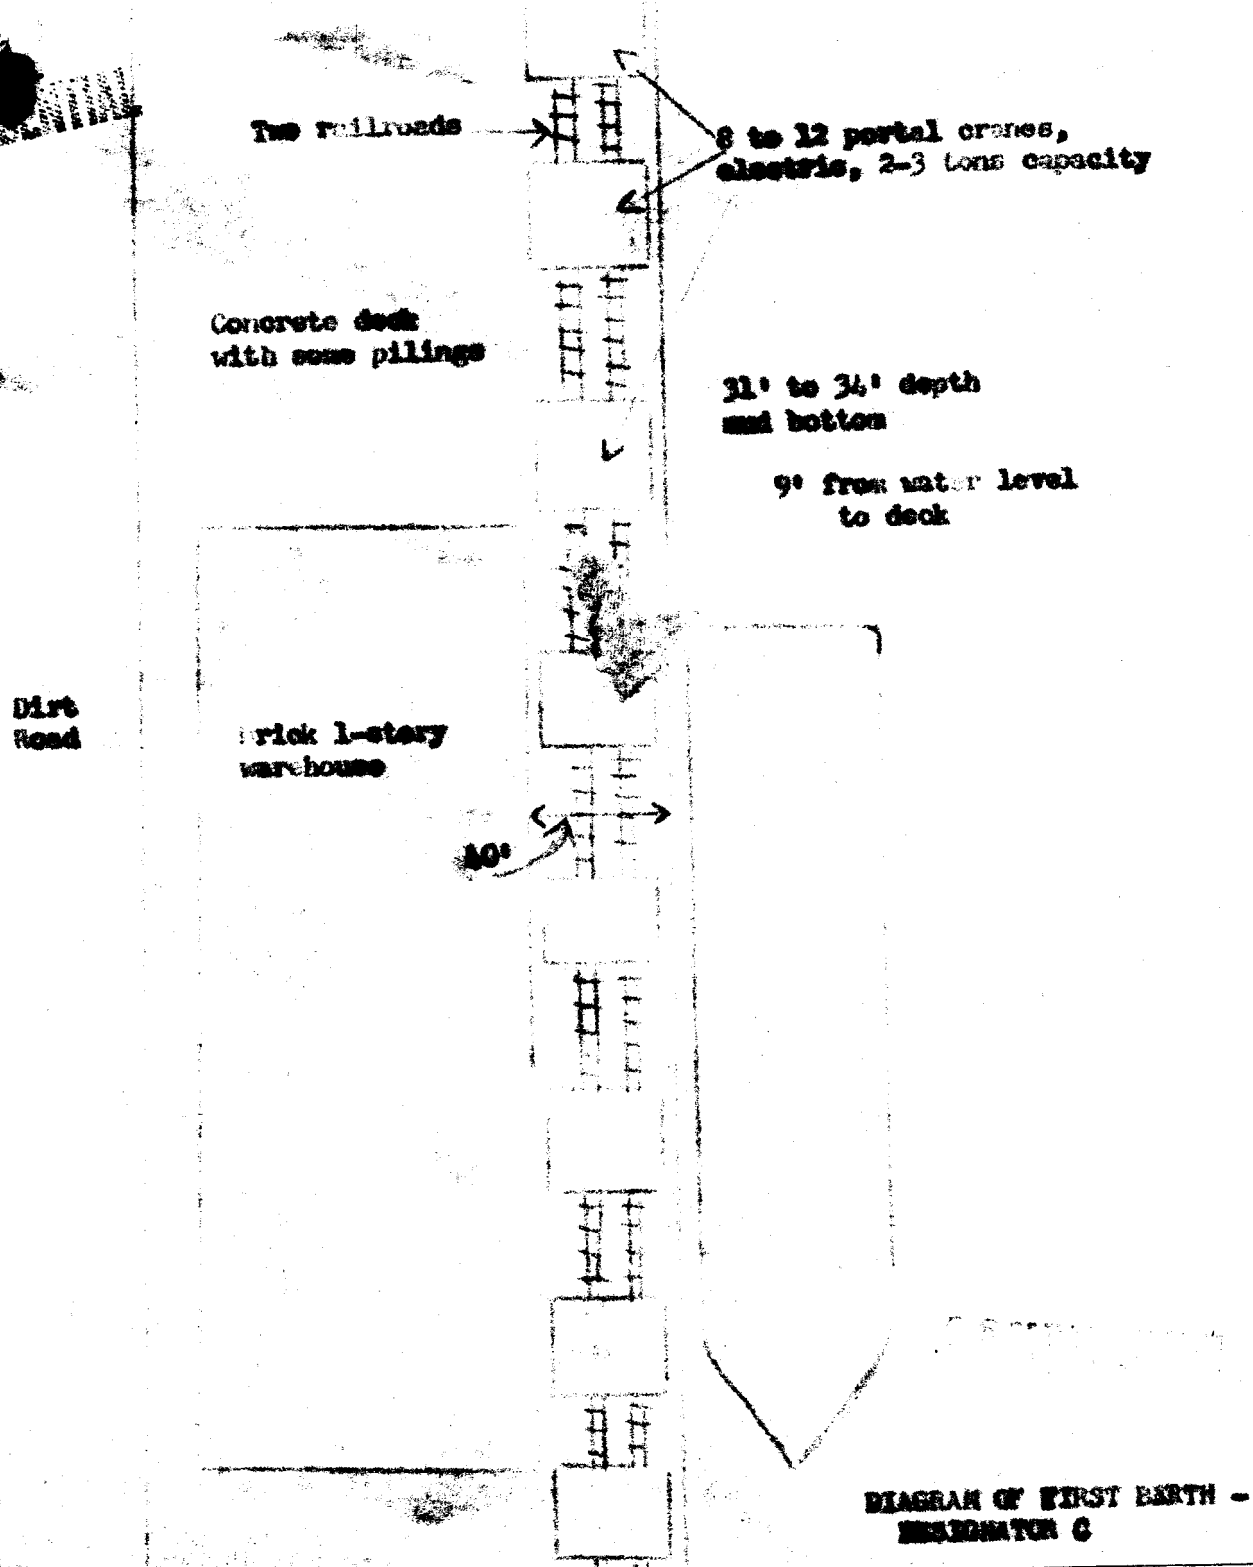 Two railroads
8 to 12 portal cranes,
electric, 2-3 tons capacity
Concrete deck
with some pilings
31' to 34' depth
mud bottom
9' from water level
to deck
Dirt
Road
Brick 1-story
warehouse
40'
DIAGRAM OF FIRST BERTH -
DESIGNATOR C